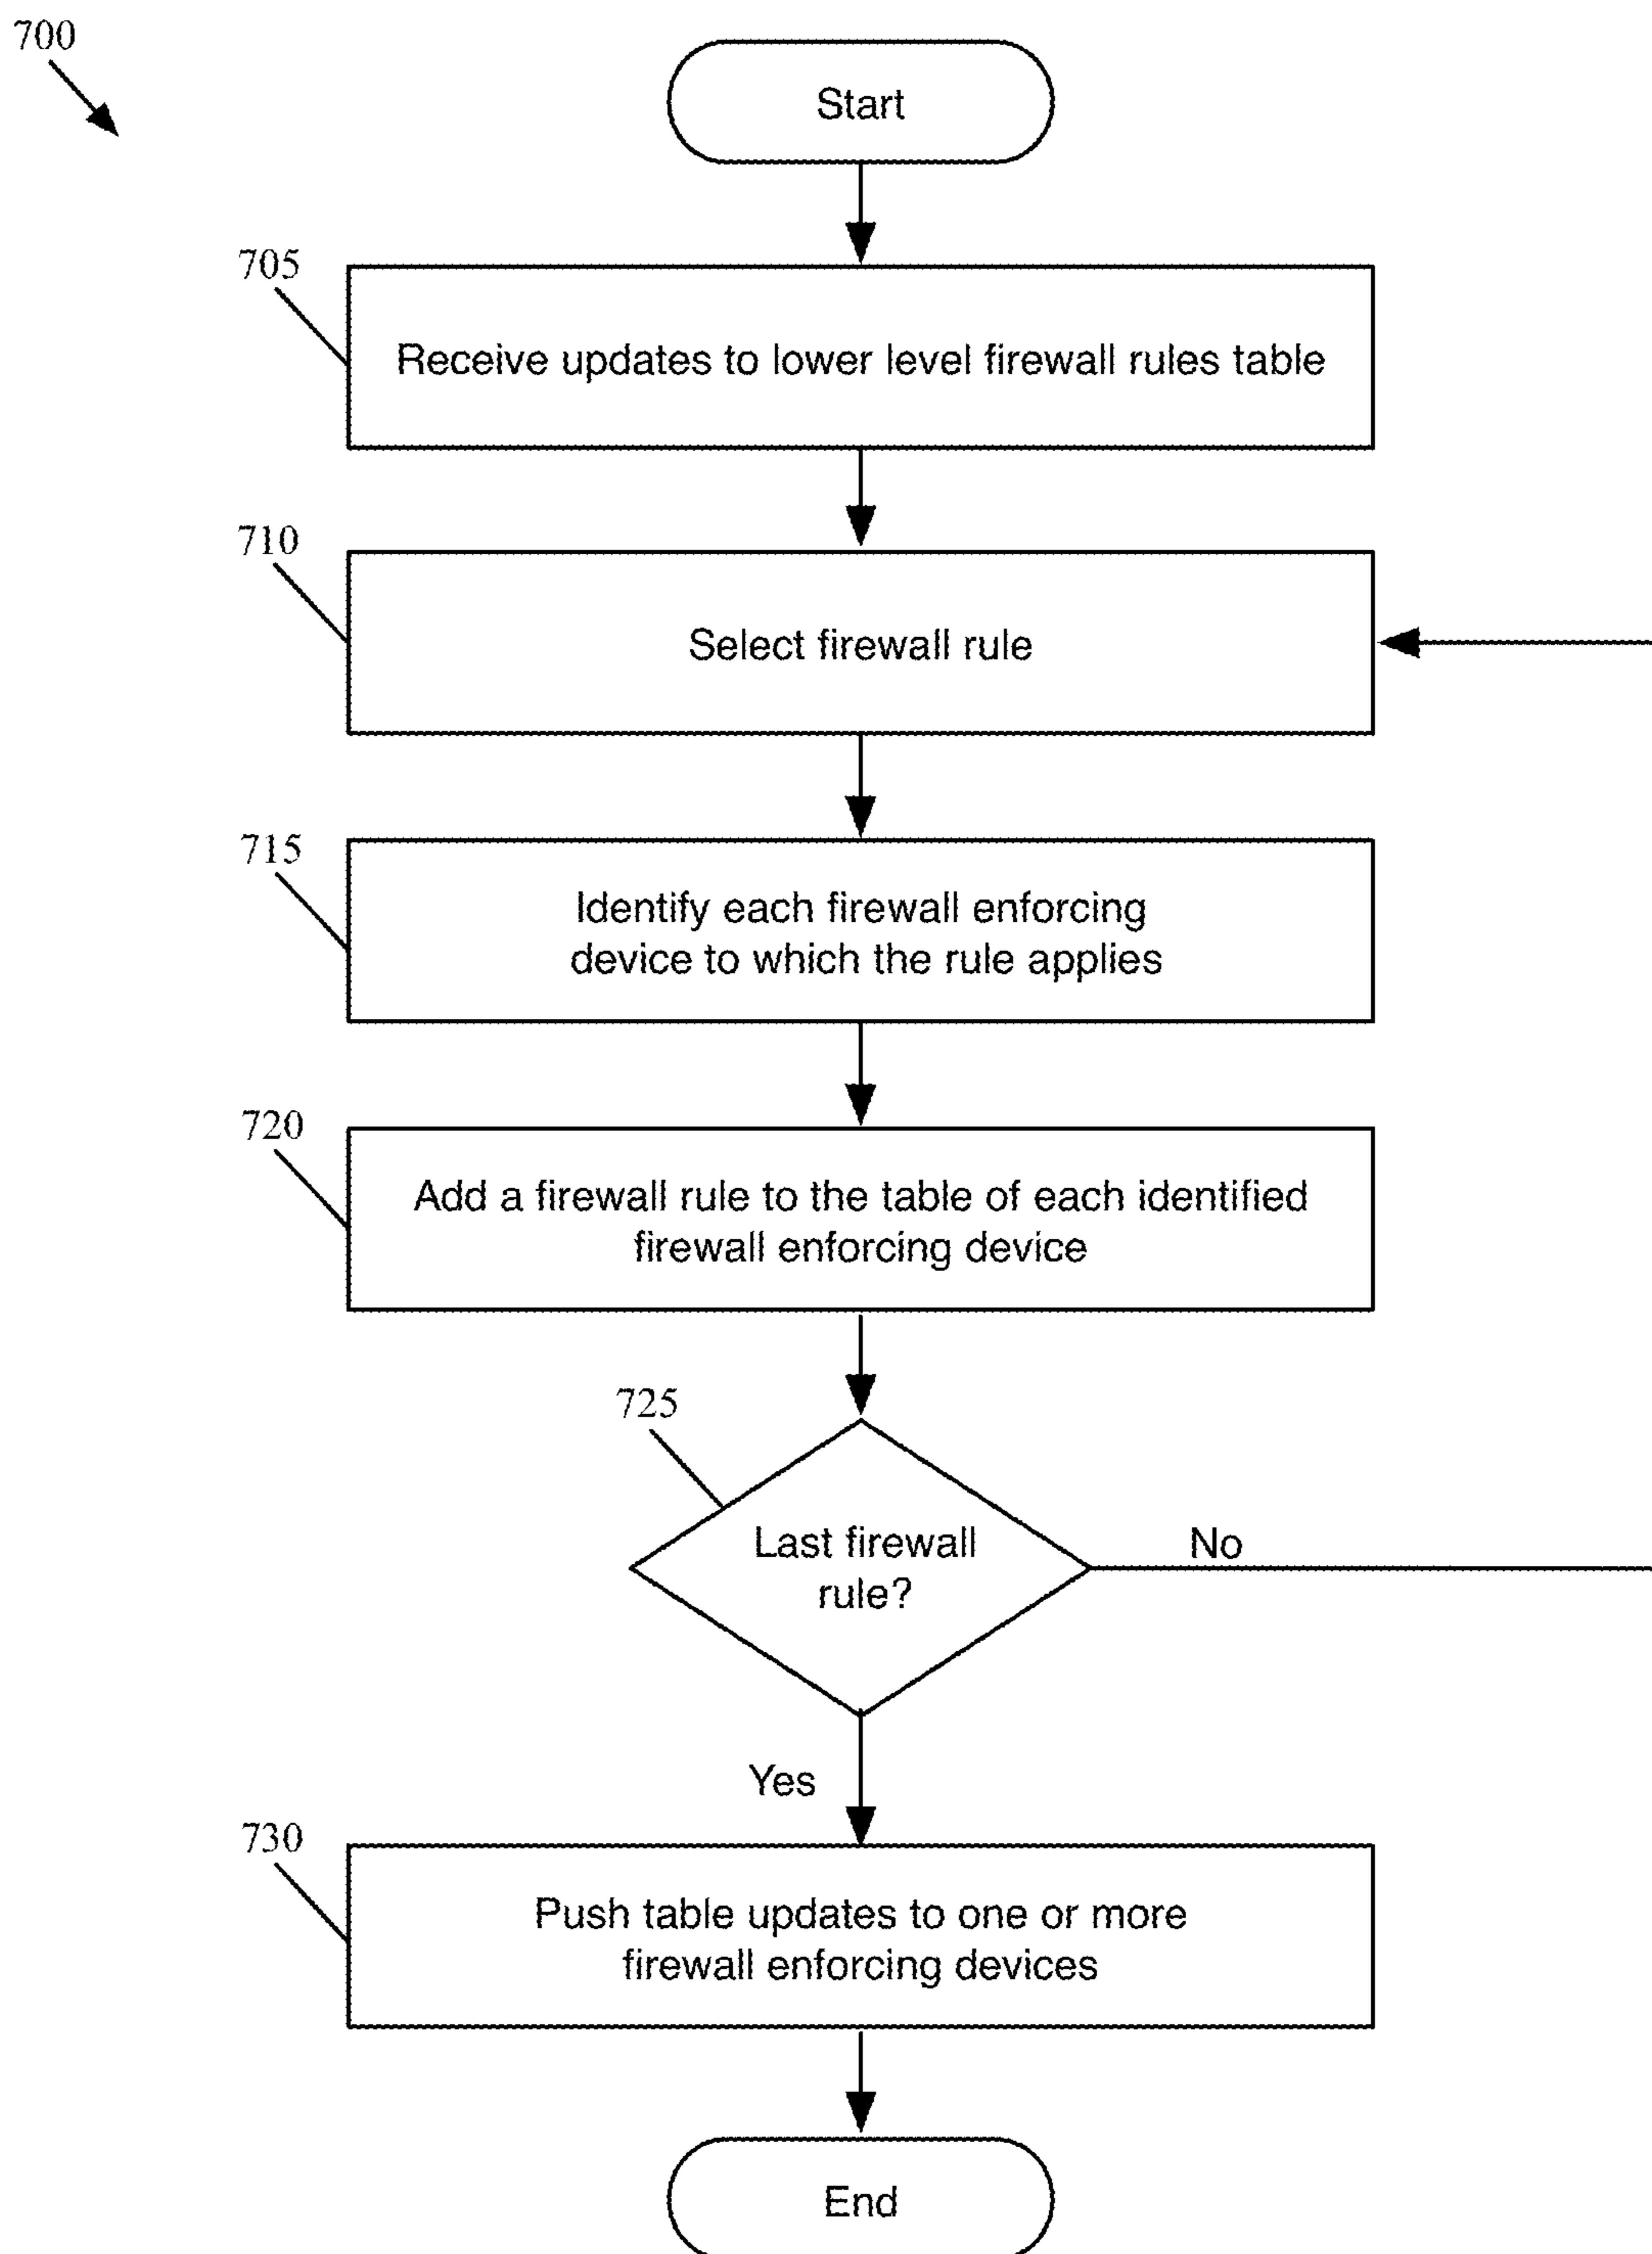 700
Start
705
Receive updates to lower level firewall rules table
710
Select firewall rule
715
Identify each firewall enforcing
device to which the rule applies
720
Add a firewall rule to the table of each identified
firewall enforcing device
725
Last firewall
rule?
No
Yes
730
Push table updates to one or more
firewall enforcing devices
End